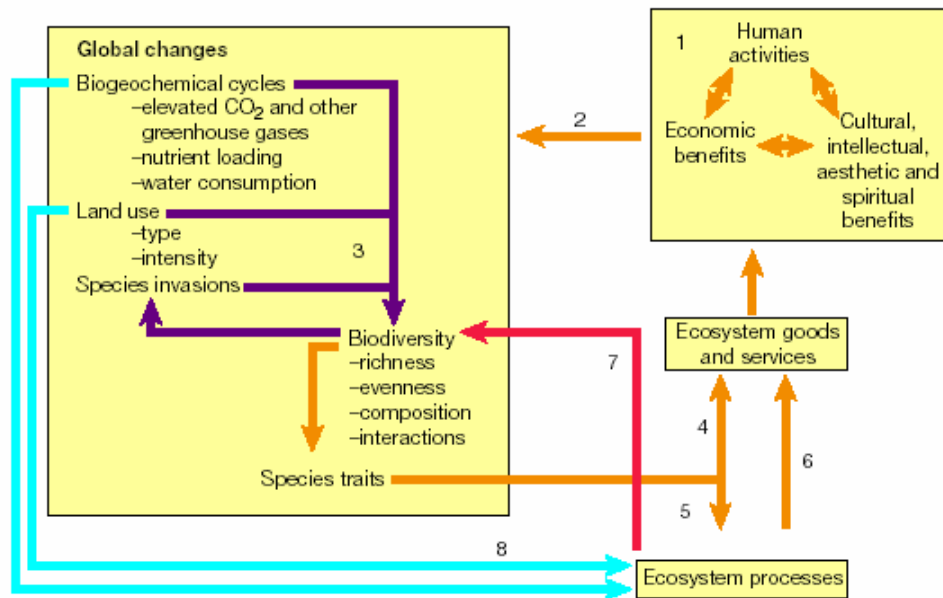 Global changes
Biogeochemical cycles
–elevated CO2 and other
greenhouse gases
–nutrient loading
–water consumption
Land use
–type
–intensity
3
Species invasions
Biodiversity
–richness
–evenness
–composition
–interactions
Species traits
2
1
Human
activities
Economic
benefits
Cultural,
intellectual,
aesthetic and
spiritual
benefits
Ecosystem goods
and services
7
4
6
5
8
Ecosystem processes